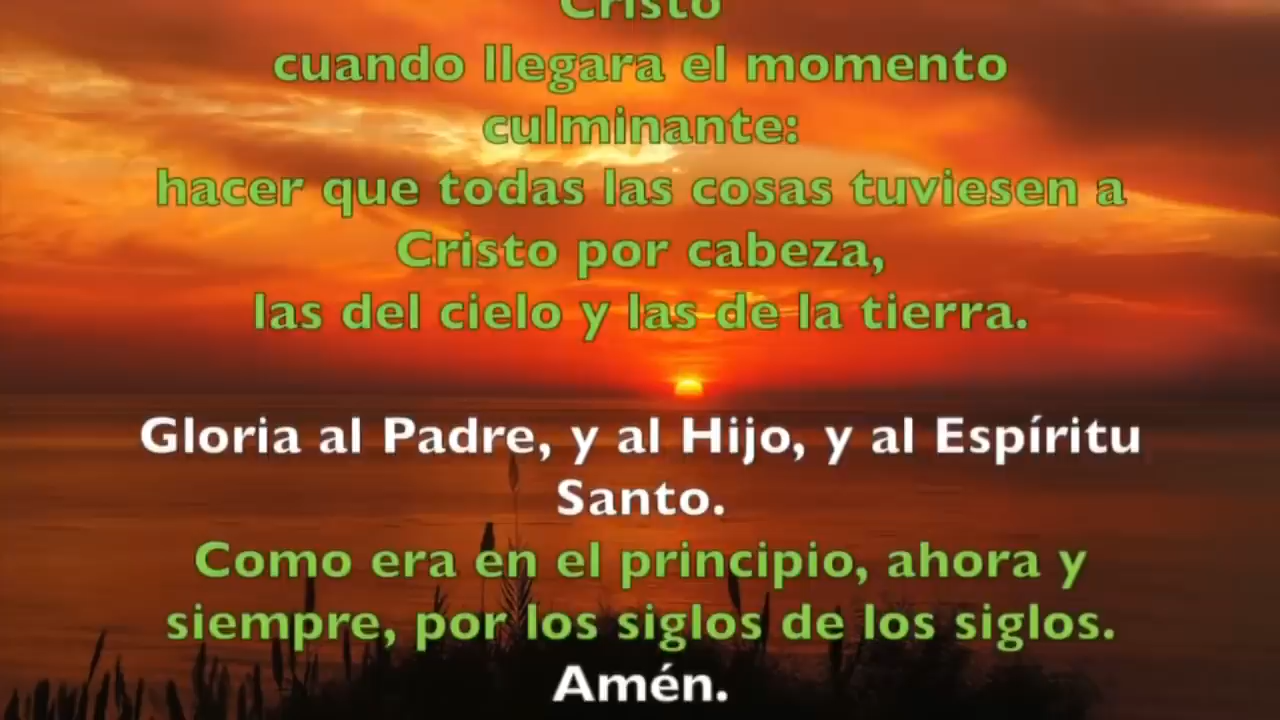 Cristo
cuando llegara el momento
culminante:
hacer que todas las cosas tuviesen a
Cristo por cabeza,
las del cielo y las de la tierra.
Gloria al Padre, y al Hijo, y al Espíritu
Santo.
Como era en el principio, ahora y
siempre, por los siglos de los siglos.
Amén.